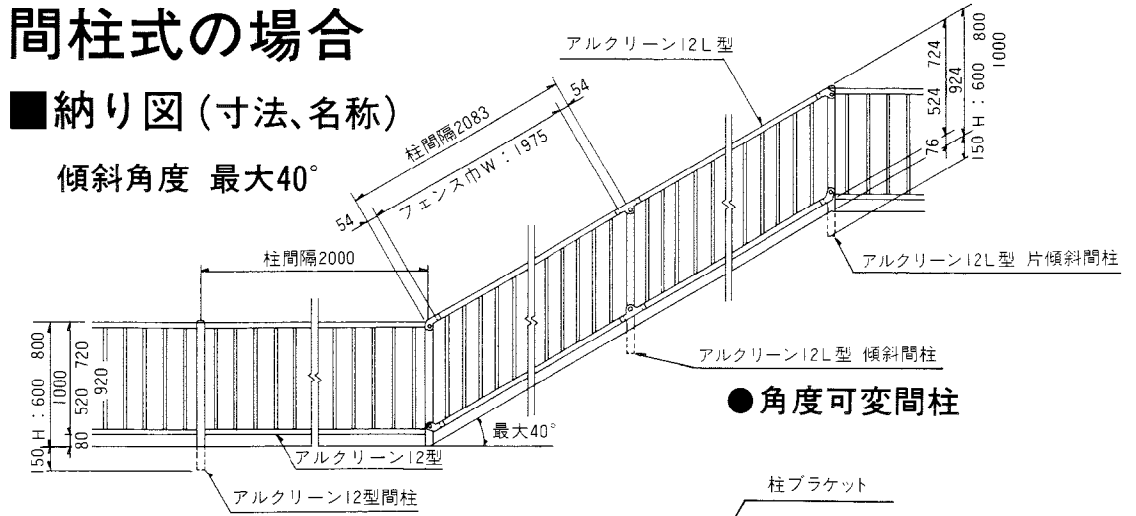 間柱式の場合
■納り図(寸法、名称)
傾斜角度 最大40°
アルクリーン12L型
800
724
1000
924
524
H:600
76
150
54
柱間隔2083
フェンス巾W:1975
54
柱間隔2000
アルクリーン12L型 片傾斜間柱
アルクリーン12L型 傾斜間柱
●角度可変間柱
800
720
1000
920
520
H:600
80
150
最大40°
アルクリーン12型
アルクリーン12型間柱
柱ブラケット